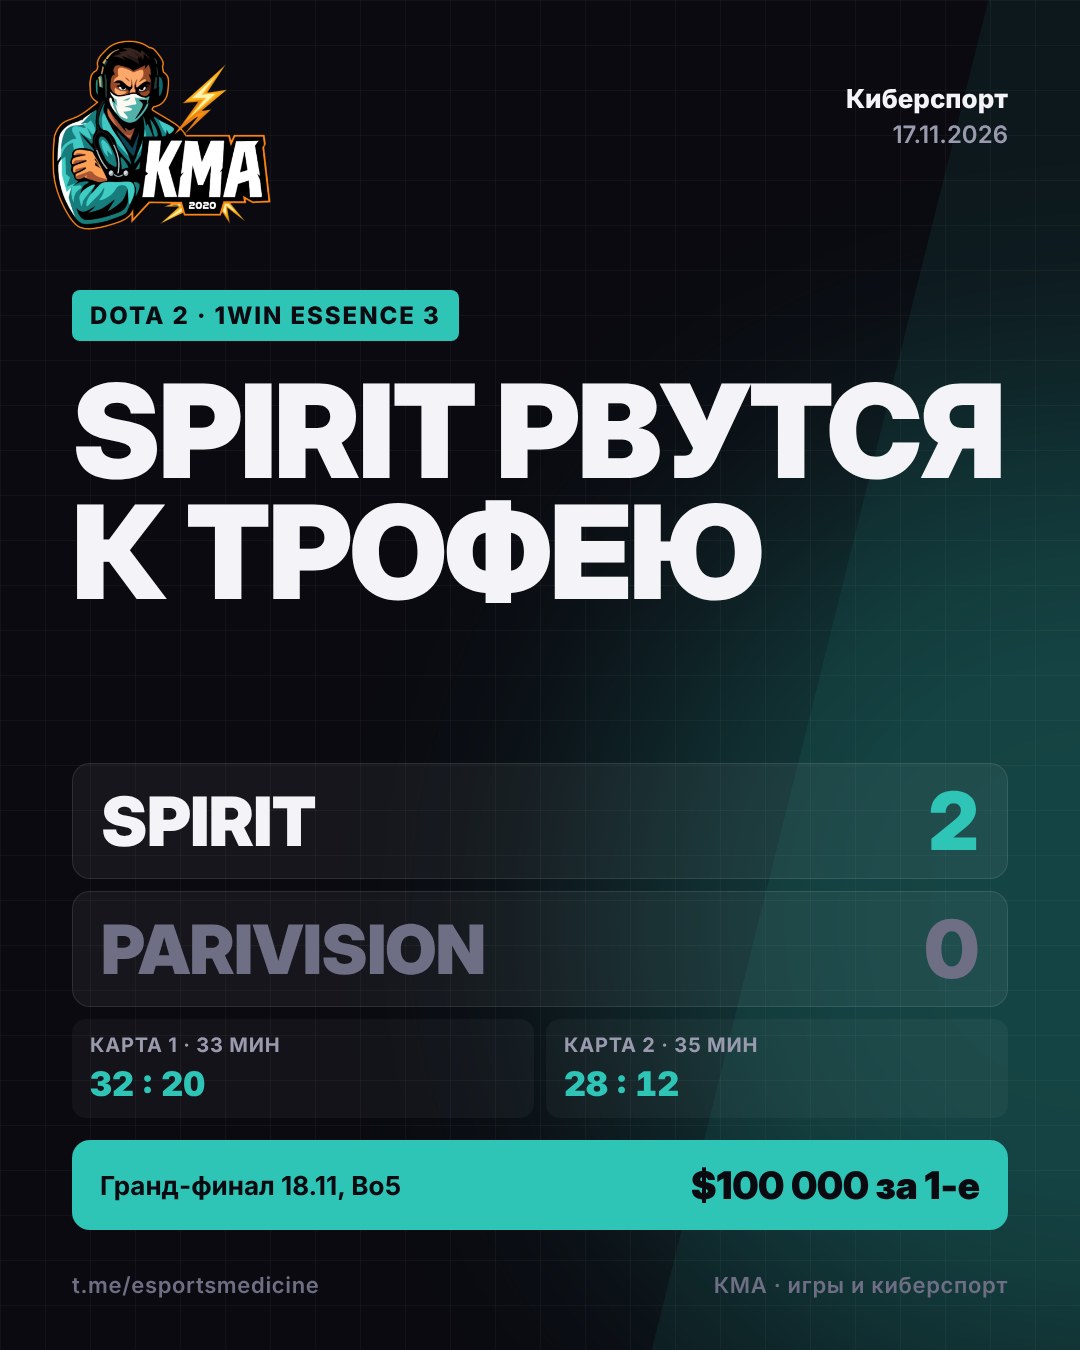 KMA
2020
Киберспорт
17.11.2026
DOTA 2 · 1WIN ESSENCE 3
SPIRIT РВУТСЯ
К ТРОФЕЮ
SPIRIT 2
PARIVISION 0
КАРТА 1 · 33 МИН
32 : 20
КАРТА 2 · 35 МИН
28 : 12
Гранд-финал 18.11, Bo5
$100 000 за 1-е
t.me/esportsmedicine
КМА · игры и киберспорт